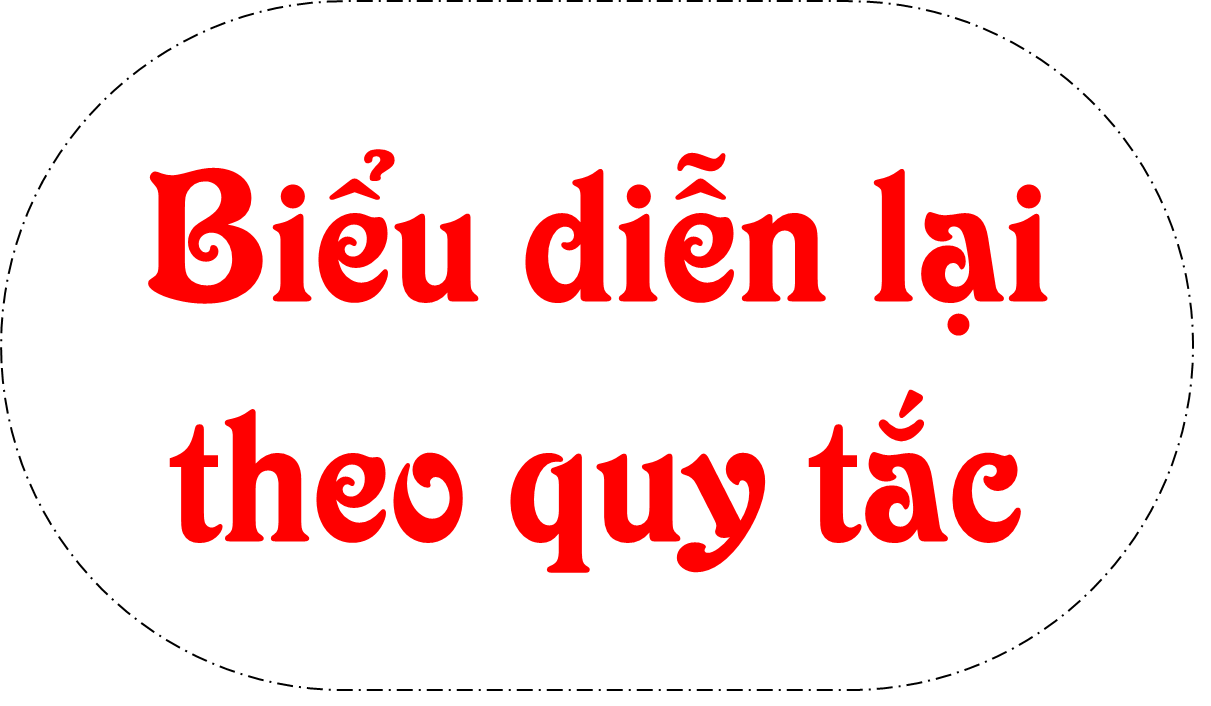 Biểu diễn lại
theo quy tắc